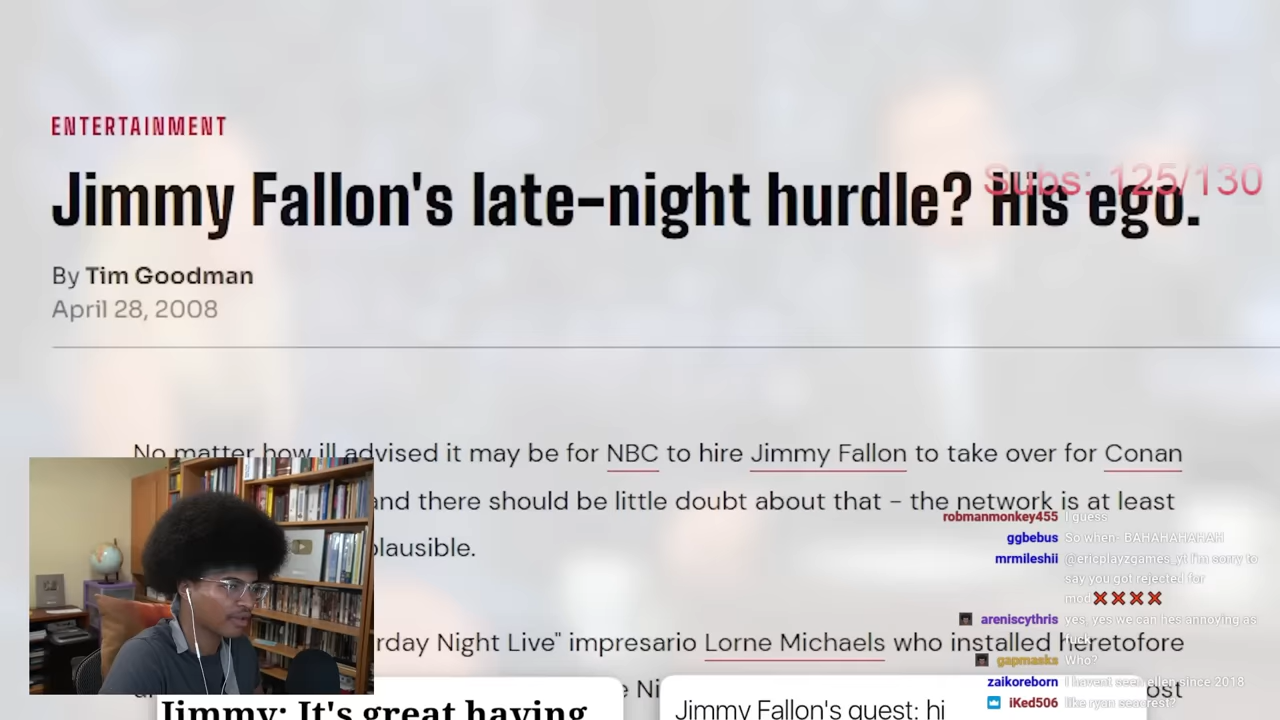 ENTERTAINMENT
Subs: 125/130
Jimmy Fallon's late-night hurdle? His ego.
By Tim Goodman
April 28, 2008
No matter how ill advised it may be for NBC to hire Jimmy Fallon to take over for Conan
and there should be little doubt about that – the network is at least
plausible.
rday Night Live" impresario Lorne Michaels who installed heretofore
robmanmonkey455 I guess
ggbebus So when- BAHAHAHAHAH
mrmileshii @ericplayzgames_yt I'm sorry to
say you got rejected for
mod❌❌❌❌
areniscythris yes, yes we can hes annoying as
fuck
gapmasks Who?
zaikoreborn I havent seen ellen since 2018
iKed506 like ryan seacrest?
Jimmy: It's great having
Jimmy Fallon's guest: hi